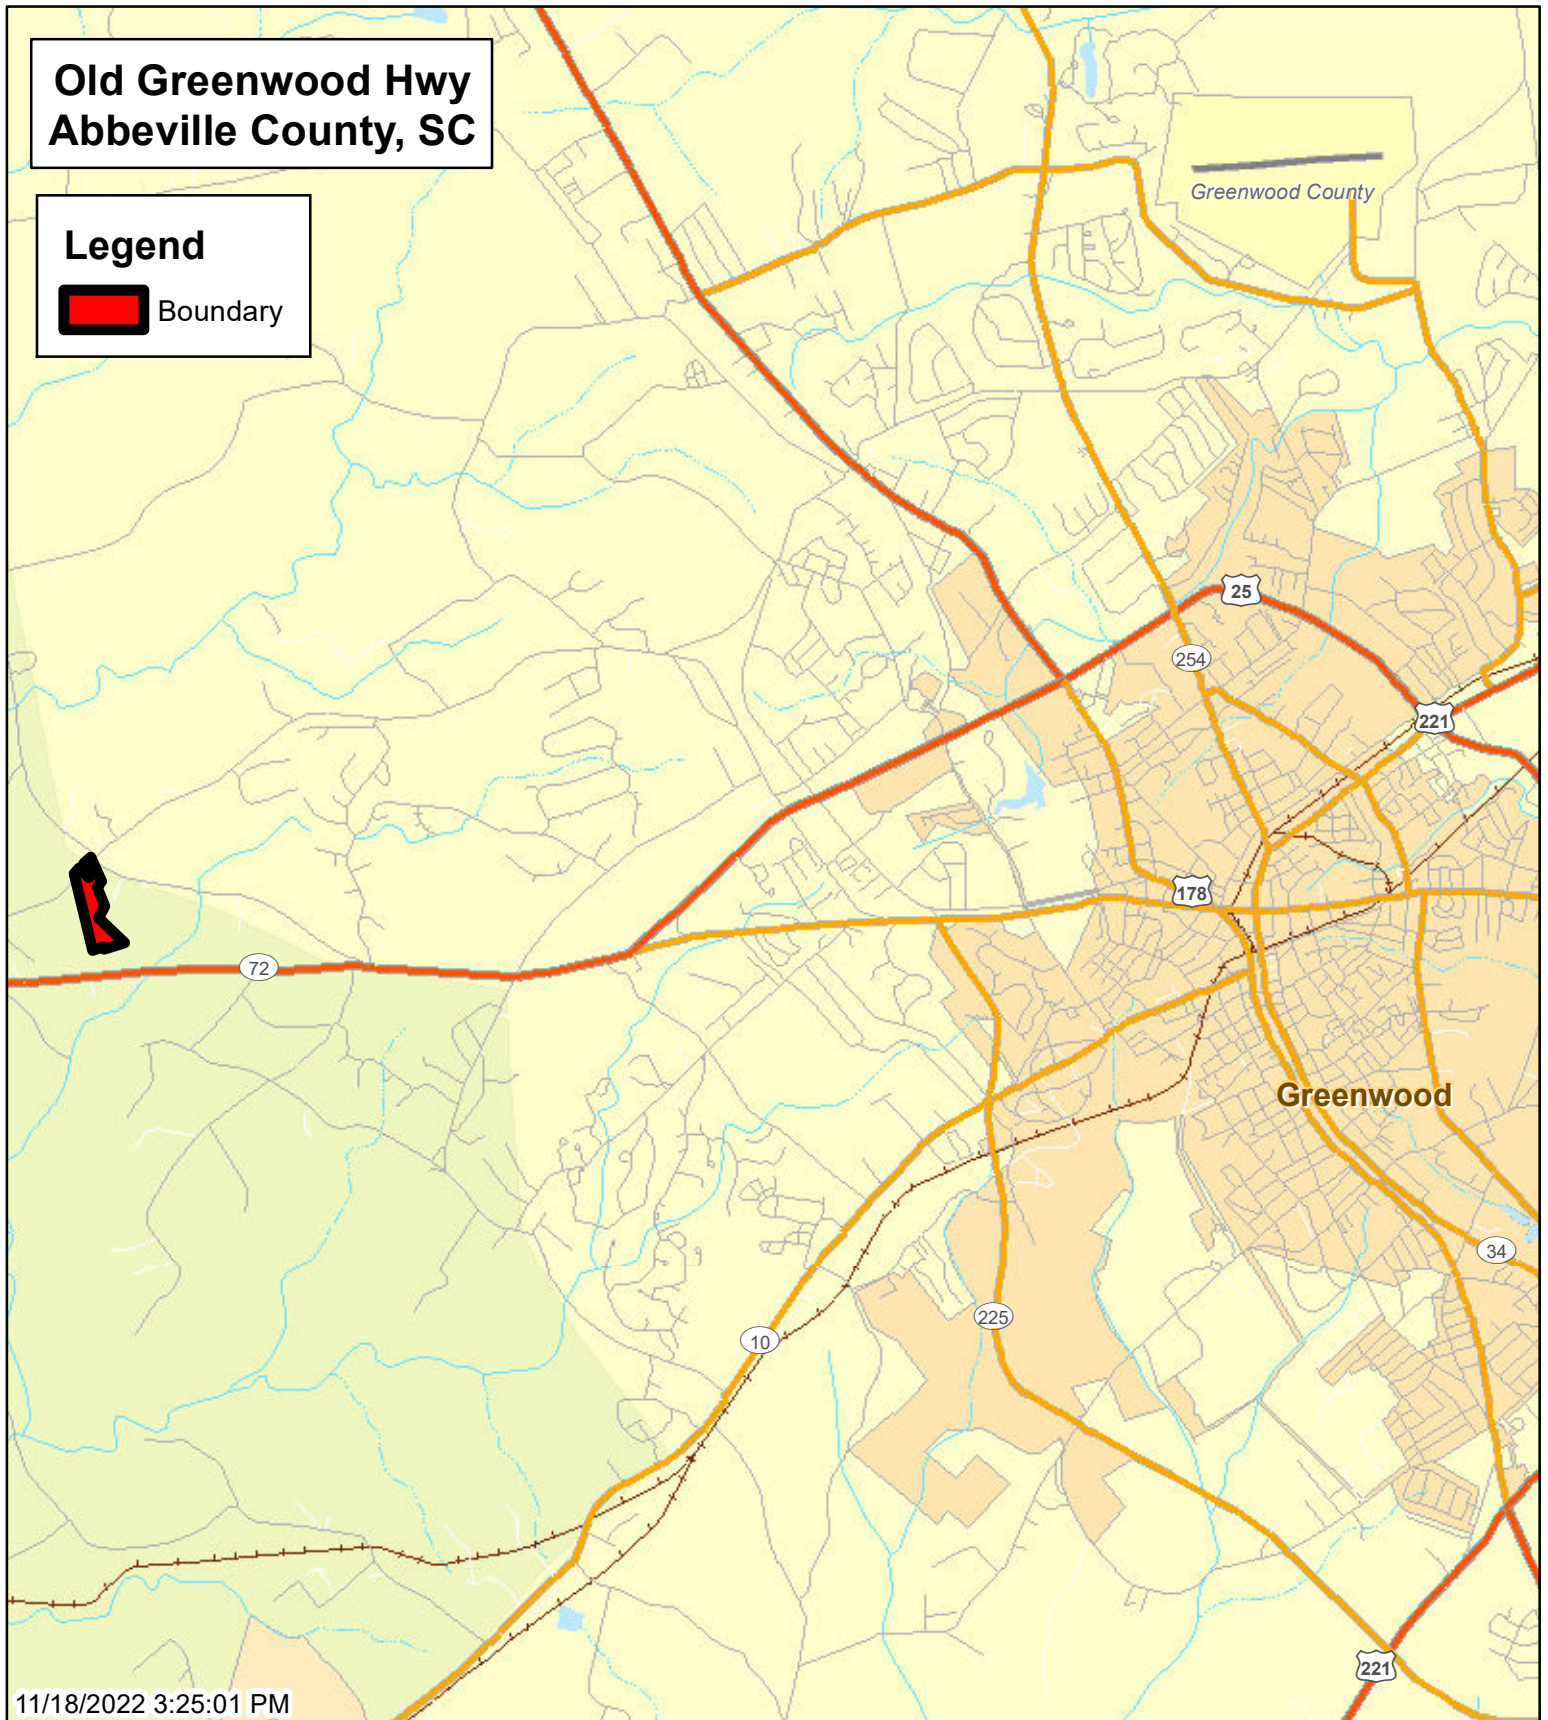 Old Greenwood Hwy
Abbeville County, SC
Legend
Boundary
Greenwood County
25
254
221
178
72
Greenwood
34
225
10
221
11/18/2022 3:25:01 PM